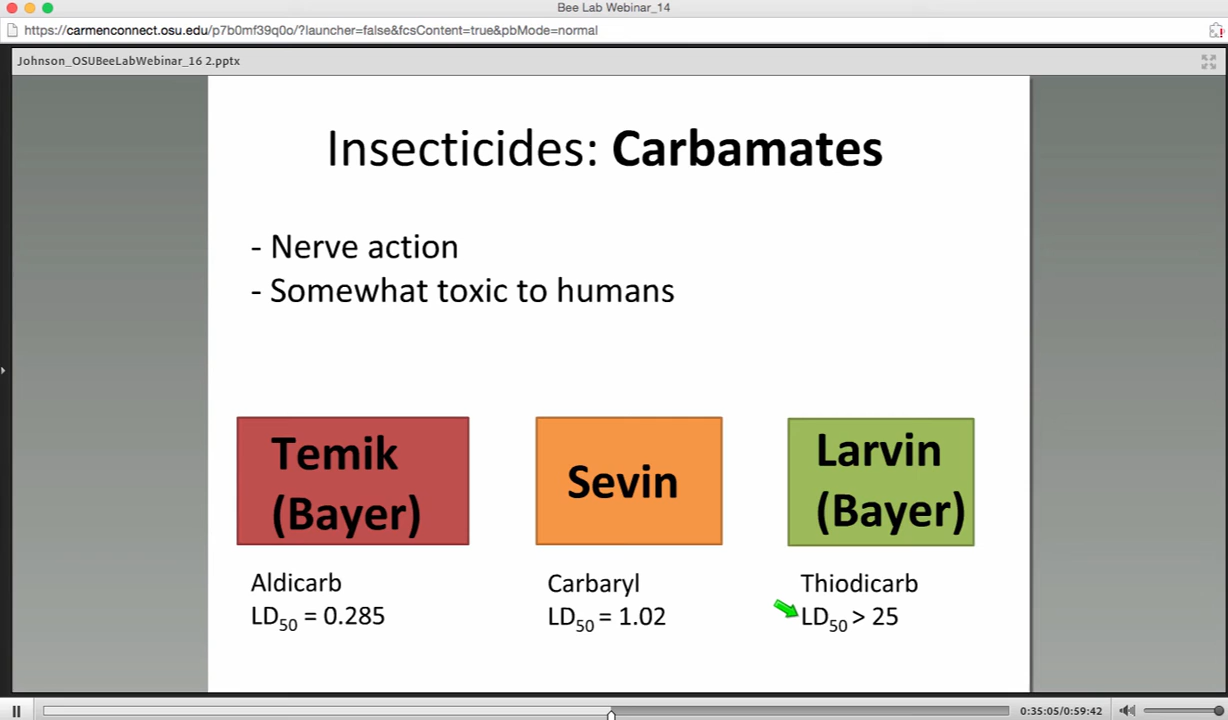 Bee Lab Webinar_14
https://carmenconnect.osu.edu/p7b0mf39q0o/?launcher=false&fcsContent=true&pbMode=normal
Johnson_OSUBeeLabWebinar_16 2.pptx
Insecticides: Carbamates
- Nerve action
- Somewhat toxic to humans
Temik
(Bayer)
Sevin
Larvin
(Bayer)
Aldicarb
LD50 = 0.285
Carbaryl
LD50 = 1.02
Thiodicarb
LD50 > 25
0:35:05/0:59:42